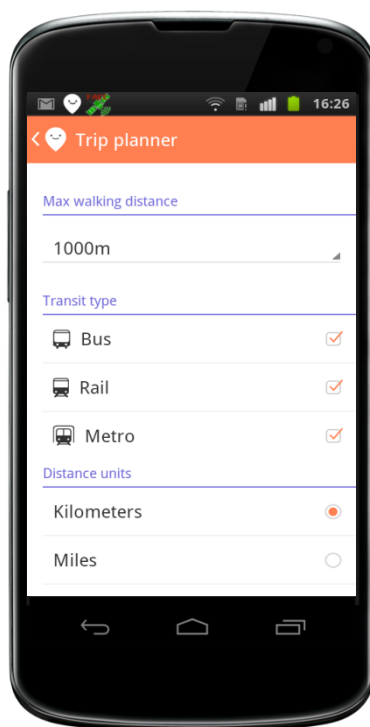 16:26
Trip planner
Max walking distance
1000m
Transit type
Bus
Rail
Metro
Distance units
Kilometers
Miles